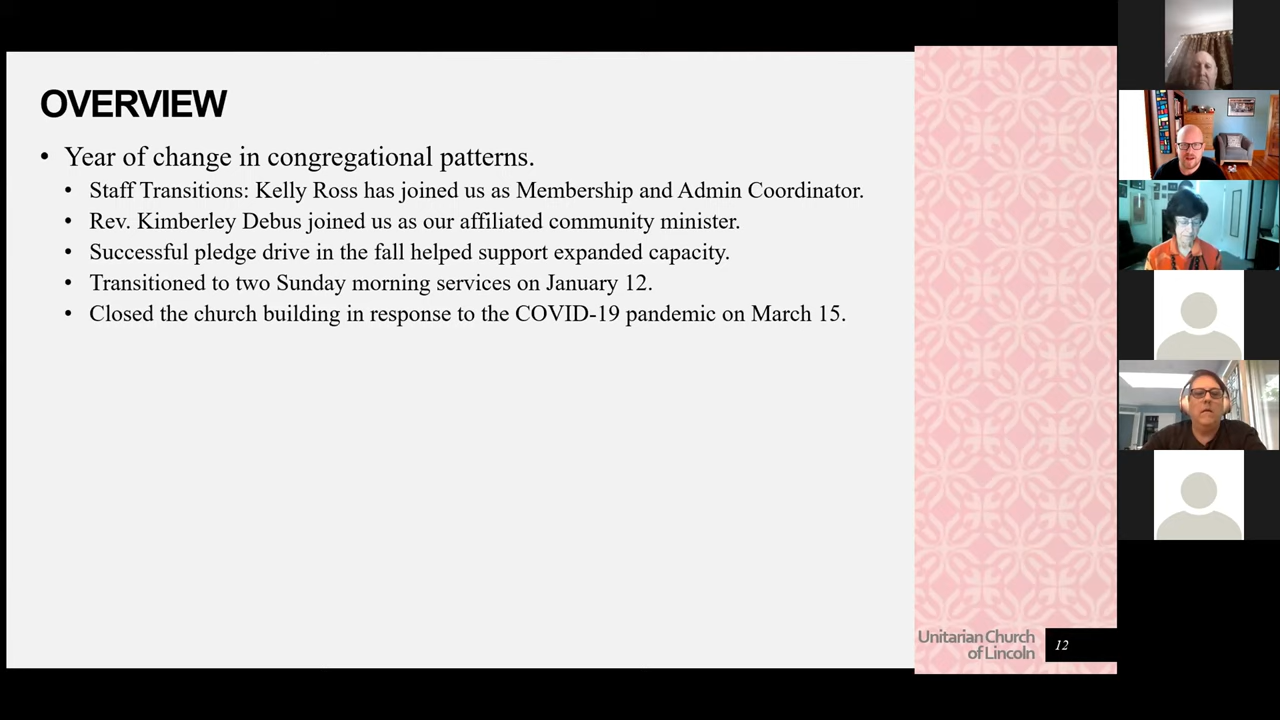 OVERVIEW
• Year of change in congregational patterns.
• Staff Transitions: Kelly Ross has joined us as Membership and Admin Coordinator.
• Rev. Kimberley Debus joined us as our affiliated community minister.
• Successful pledge drive in the fall helped support expanded capacity.
• Transitioned to two Sunday morning services on January 12.
• Closed the church building in response to the COVID-19 pandemic on March 15.
Unitarian Church
of Lincoln
12